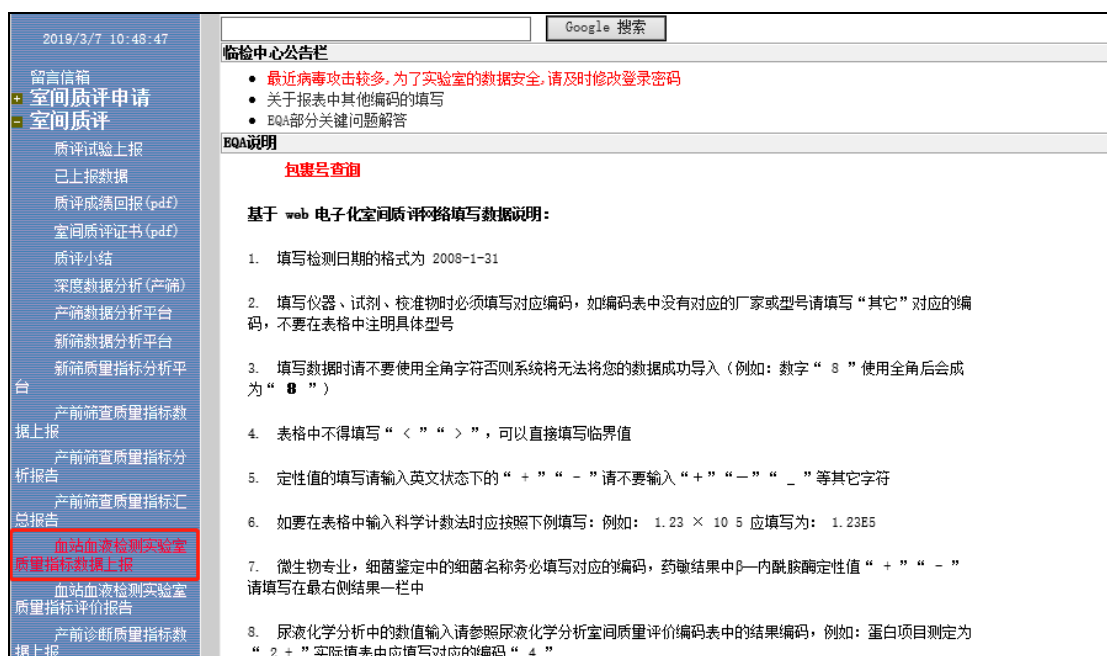 2019/3/7 10:48:47
留言信箱
室间质评申请
室间质评
质评试验上报
已上报数据
质评成绩回报(pdf)
室间质评证书(pdf)
质评小结
深度数据分析(产筛)
产筛数据分析平台
新筛数据分析平台
新筛质量指标分析平
台
产前筛查质量指标数
据上报
产前筛查质量指标分
析报告
产前筛查质量指标汇
总报告
血站血液检测实验室
质量指标数据上报
血站血液检测实验室
质量指标评价报告
产前诊断质量指标数
据上报
Google 搜索
临检中心公告栏
最近病毒攻击较多,为了实验室的数据安全,请及时修改登录密码
关于报表中其他编码的填写
EQA部分关键问题解答
EQA说明
包裹号查询
基于 web 电子化室间质评网络填写数据说明：
1. 填写检测日期的格式为 2008-1-31
2. 填写仪器、试剂、校准物时必须填写对应编码，如编码表中没有对应的厂家或型号请填写“其它”对应的编
码，不要在表格中注明具体型号
3. 填写数据时请不要使用全角字符否则系统将无法将您的数据成功导入（例如：数字“ 8 ”使用全角后会成
为“ ８ ”）
4. 表格中不得填写“ < ”“ > ”，可以直接填写临界值
5. 定性值的填写请输入英文状态下的“ + ”“ - ”请不要输入“＋”“－”“ _ ”等其它字符
6. 如要在表格中输入科学计数法时应按照下例填写：例如： 1.23 × 10 5 应填写为： 1.23E5
7. 微生物专业，细菌鉴定中的细菌名称务必填写对应的编码，药敏结果中β—内酰胺酶定性值“ + ”“ - ”
请填写在最右侧结果一栏中
8. 尿液化学分析中的数值输入请参照尿液化学分析室间质量评价编码表中的结果编码，例如：蛋白项目测定为
“ 2 + ”实际填表中应填写对应的编码“ 4 ”